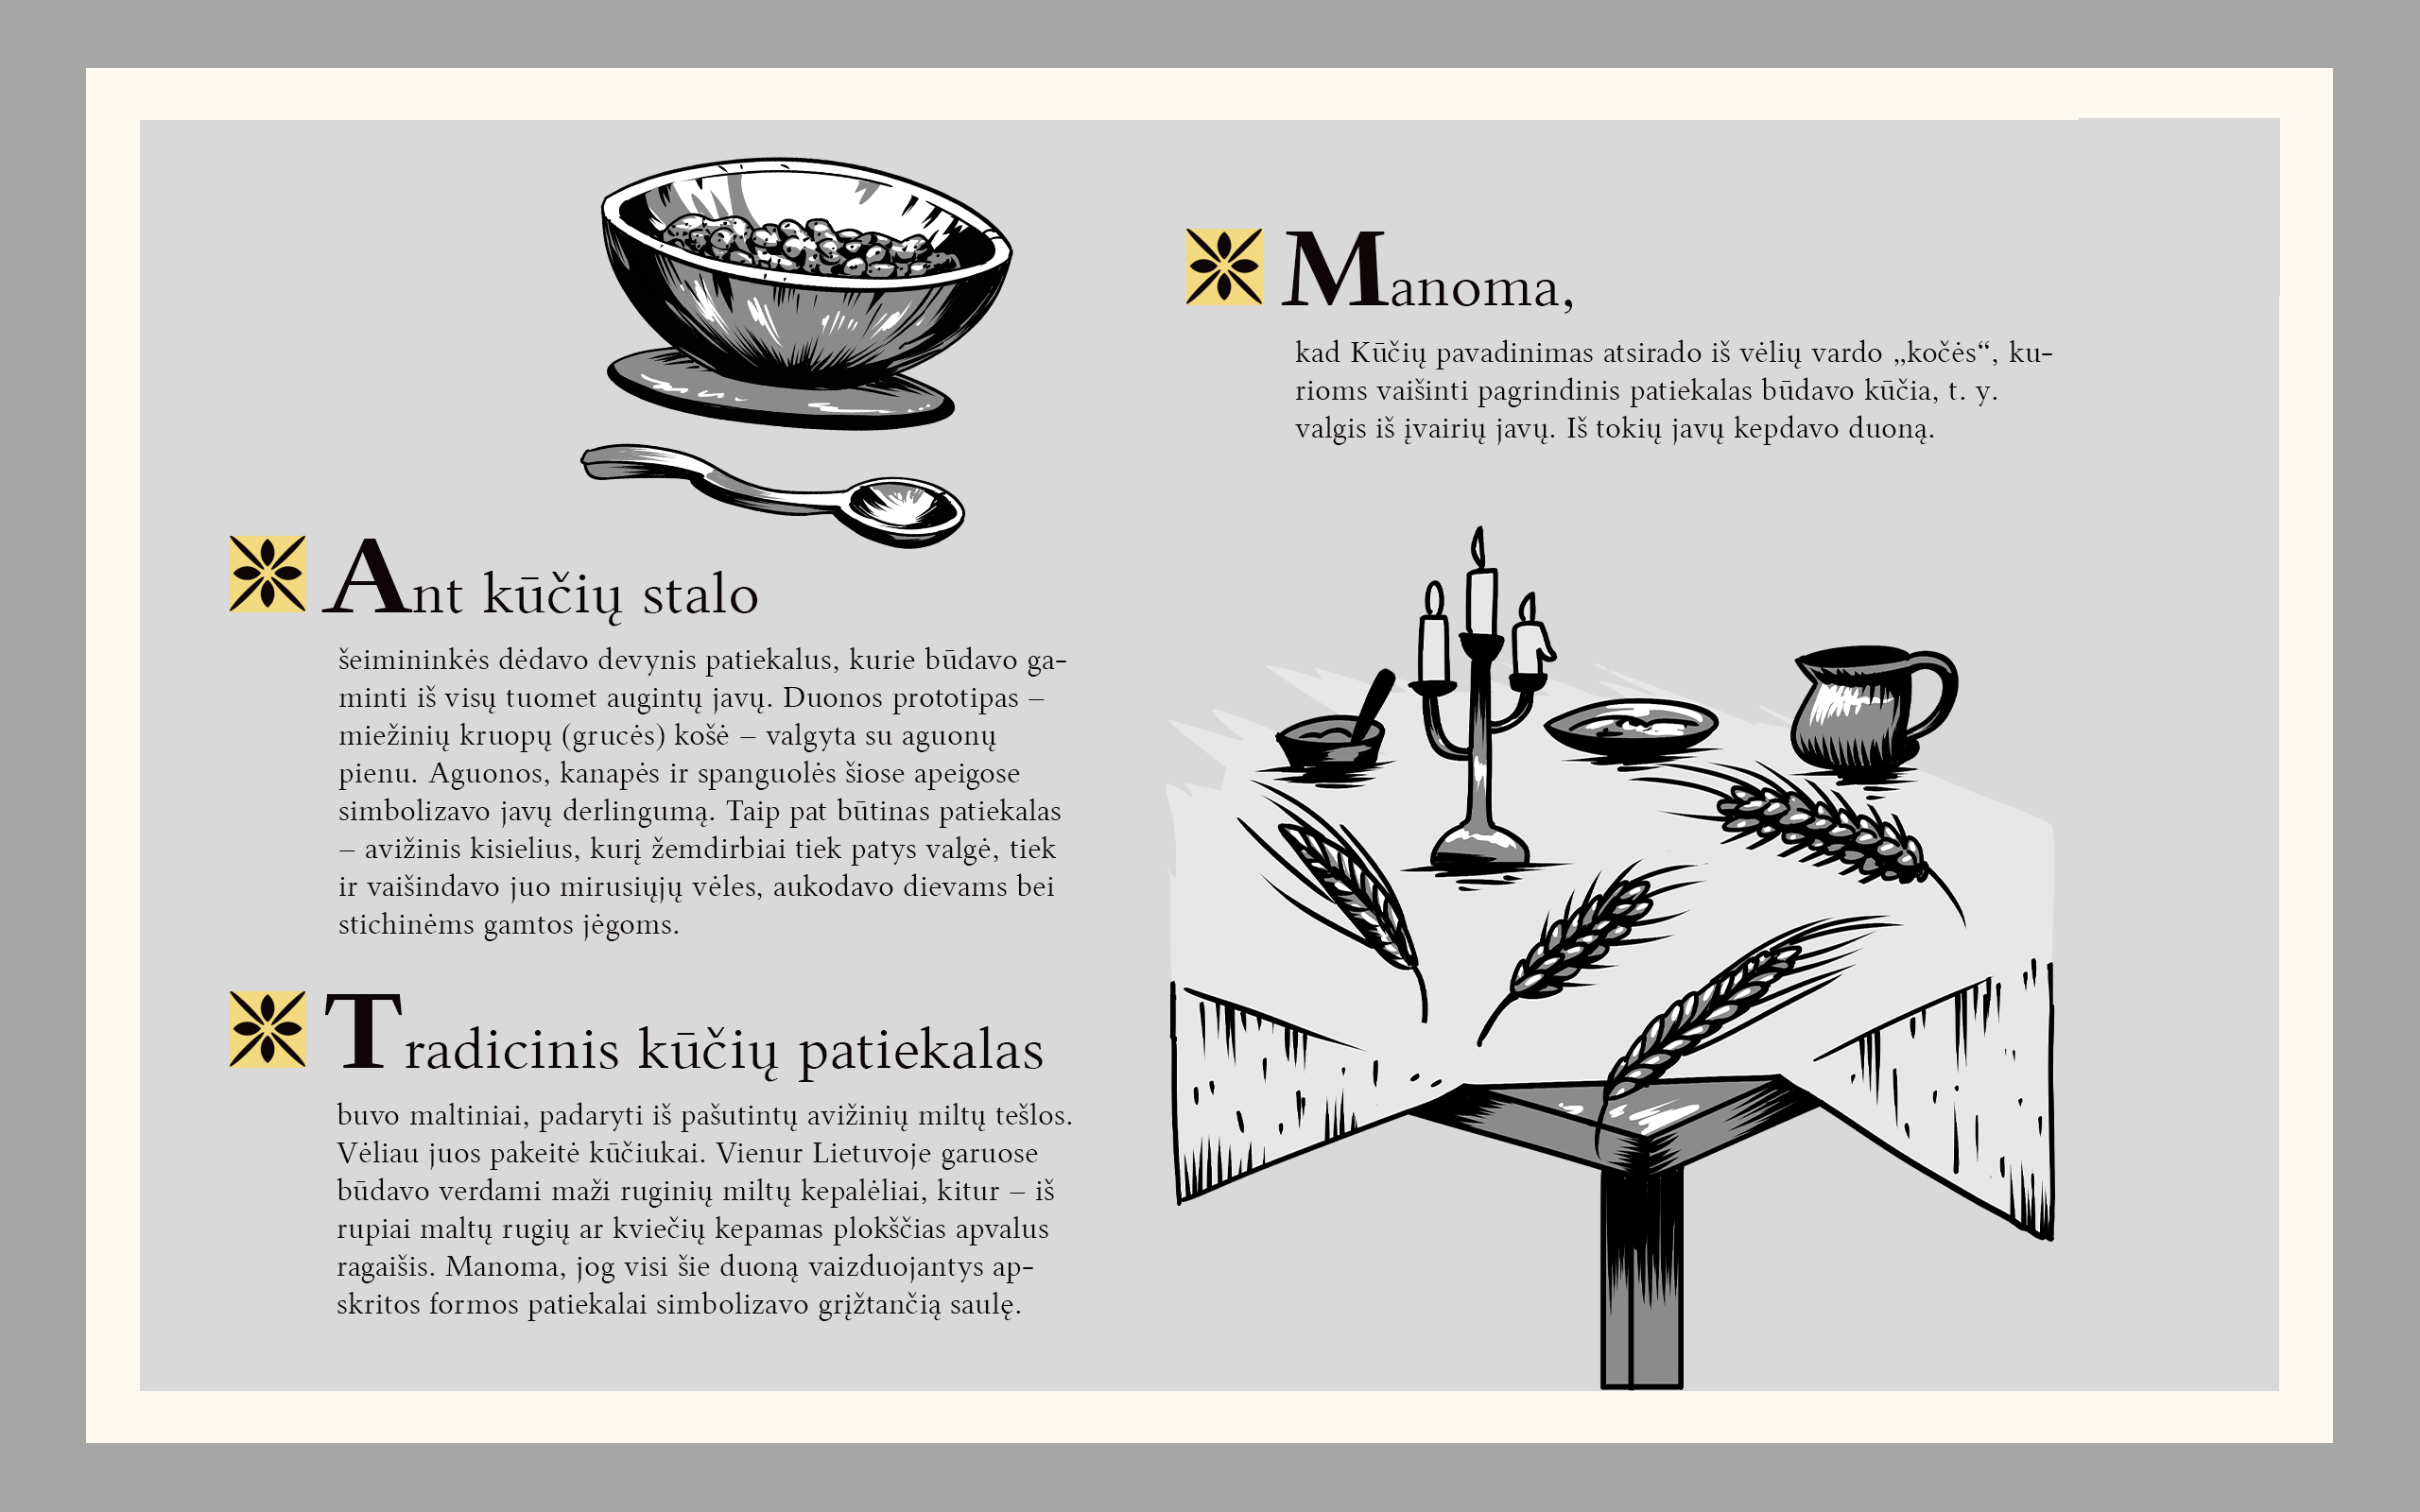 Ant kūčių stalo
šeimininkės dėdavo devynis patiekalus, kurie būdavo ga-
minti iš visų tuomet augintų javų. Duonos prototipas –
miežinių kruopų (grucės) košė – valgyta su aguonų
pienu. Aguonos, kanapės ir spanguolės šiose apeigose
simbolizavo javų derlingumą. Taip pat būtinas patiekalas
– avižinis kisielius, kurį žemdirbiai tiek patys valgė, tiek
ir vaišindavo juo mirusiųjų vėles, aukodavo dievams bei
stichinėms gamtos jėgoms.
Tradicinis kūčių patiekalas
buvo maltiniai, padaryti iš pašutintų avižinių miltų tešlos.
Vėliau juos pakeitė kūčiukai. Vienur Lietuvoje garuose
būdavo verdami maži ruginių miltų kepalėliai, kitur – iš
rupiai maltų rugių ar kviečių kepamas plokščias apvalus
ragaišis. Manoma, jog visi šie duoną vaizduojantys ap-
skritos formos patiekalai simbolizavo grįžtančią saulę.
Manoma,
kad Kūčių pavadinimas atsirado iš vėlių vardo „kočės“, ku-
rioms vaišinti pagrindinis patiekalas būdavo kūčia, t. y.
valgis iš įvairių javų. Iš tokių javų kepdavo duoną.